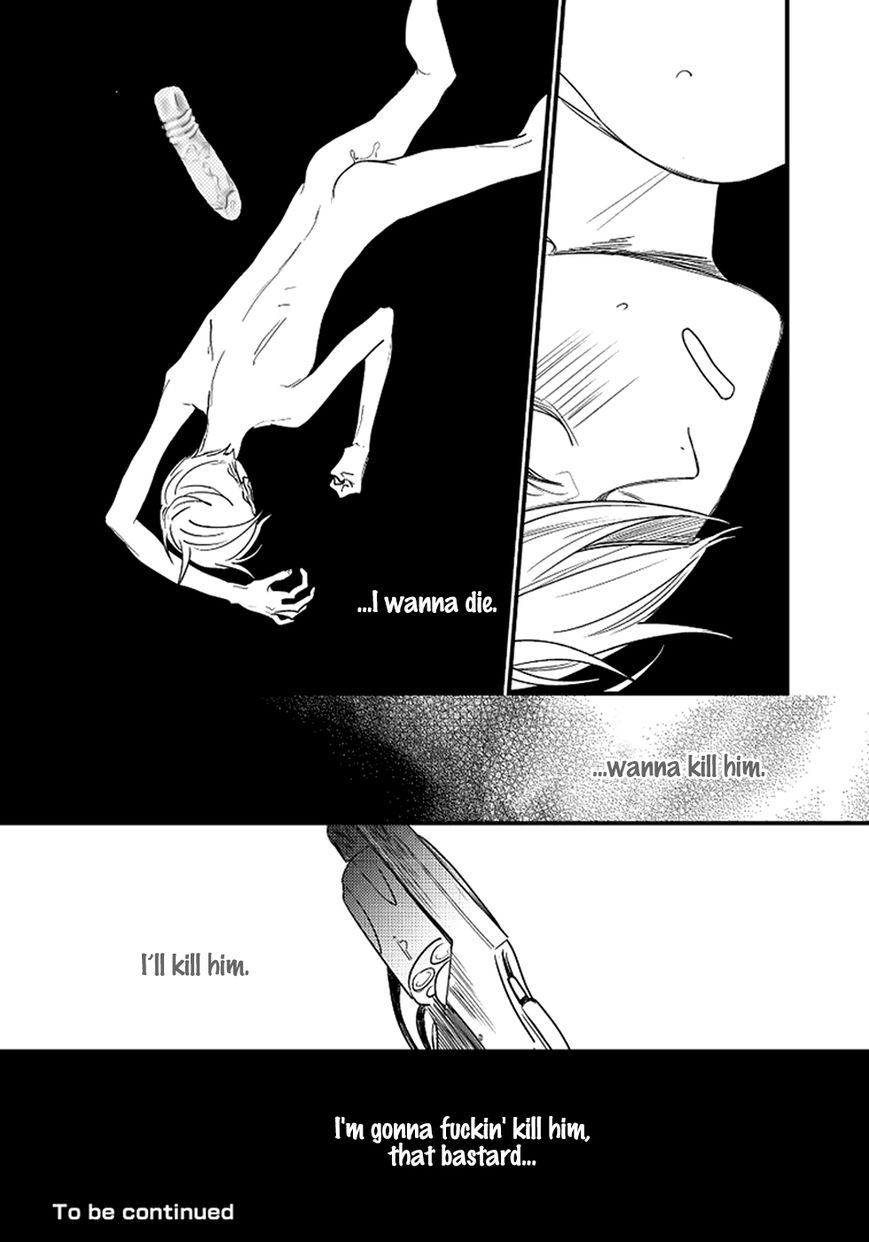 ...I wanna die.
...wanna kill him.
I'll kill him.
I'm gonna fuckin' kill him,
that bastard...
To be continued